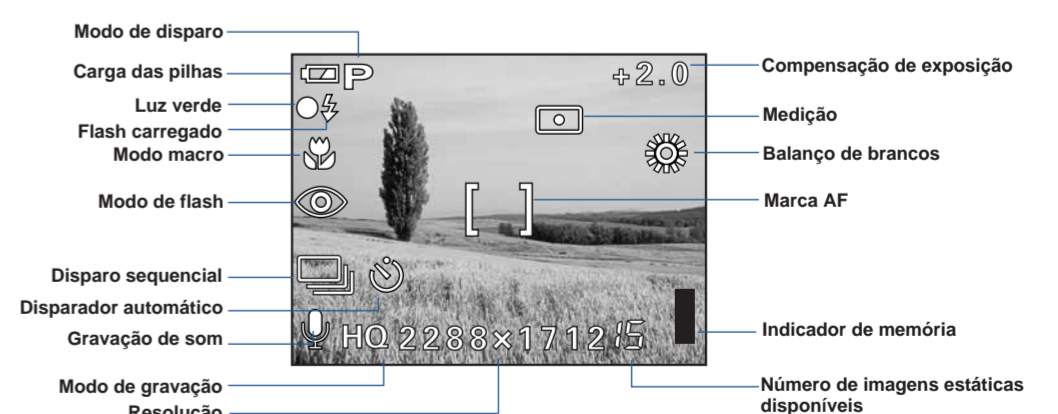 Modo de disparo
Carga das pilhas
Luz verde
Flash carregado
Modo macro
Modo de flash
Disparo sequencial
Disparador automático
Gravação de som
Modo de gravação
Resolução
P
+2.0
HQ 2288×1712 15
Compensação de exposição
Medição
Balanço de brancos
Marca AF
Indicador de memória
Número de imagens estáticas
disponíveis